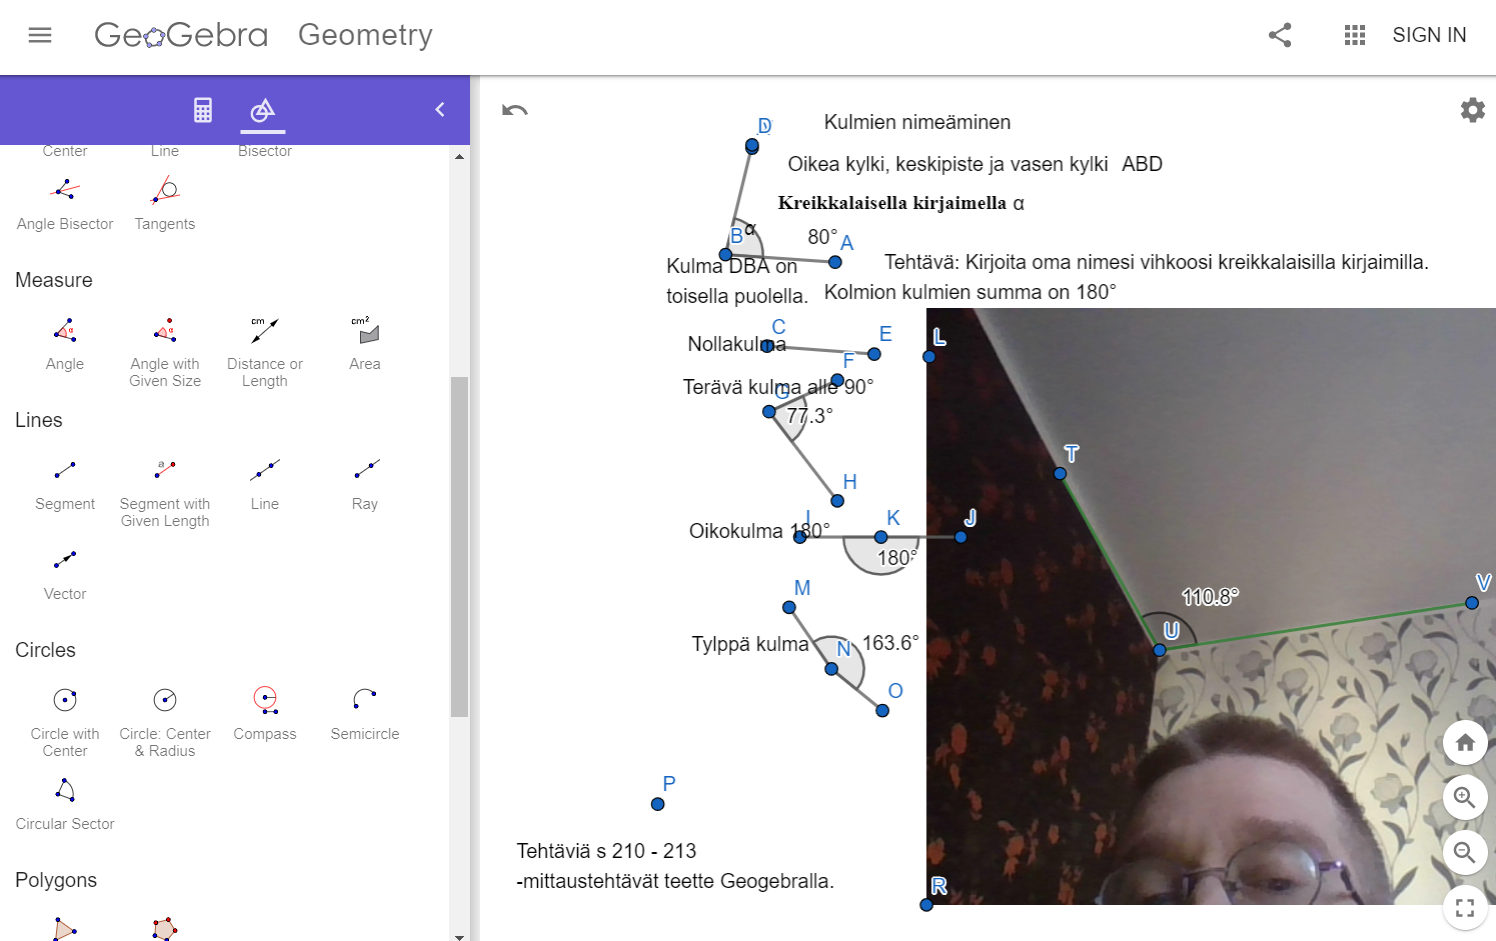 GeoGebra Geometry
SIGN IN
Center Line Bisector
Angle Bisector Tangents
Measure
cm cm²
α α
Angle Angle with Given Size Distance or Length Area
Lines
a
Segment Segment with Given Length Line Ray
Vector
Circles
Circle with Center Circle: Center & Radius Compass Semicircle
Circular Sector
Polygons
D
Kulmien nimeäminen
Oikea kylki, keskipiste ja vasen kylki ABD
Kreikkalaisella kirjaimella α
B α 80° A
Kulma DBA on
toisella puolella.
Tehtävä: Kirjoita oma nimesi vihkoosi kreikkalaisilla kirjaimilla.
Kolmion kulmien summa on 180°
C E L
Nollakulma
F
Terävä kulma alle 90°
G
77.3°
T
H
I K J
Oikokulma 180°
180°
M V
110.8°
U
Tylppä kulma N 163.6°
O
P
Tehtäviä s 210 - 213
-mittaustehtävät teette Geogebralla.
R